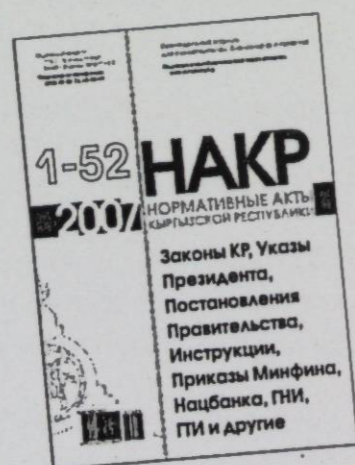 1-52
НАКР
2007
НОРМАТИВНЫЕ АКТЫ
КЫРГЫЗСКОЙ РЕСПУБЛИКИ
Законы КР, Указы
Президента,
Постановления
Правительства,
Инструкции,
Приказы Минфина,
Нацбанка, ГНИ,
ГТИ и другие